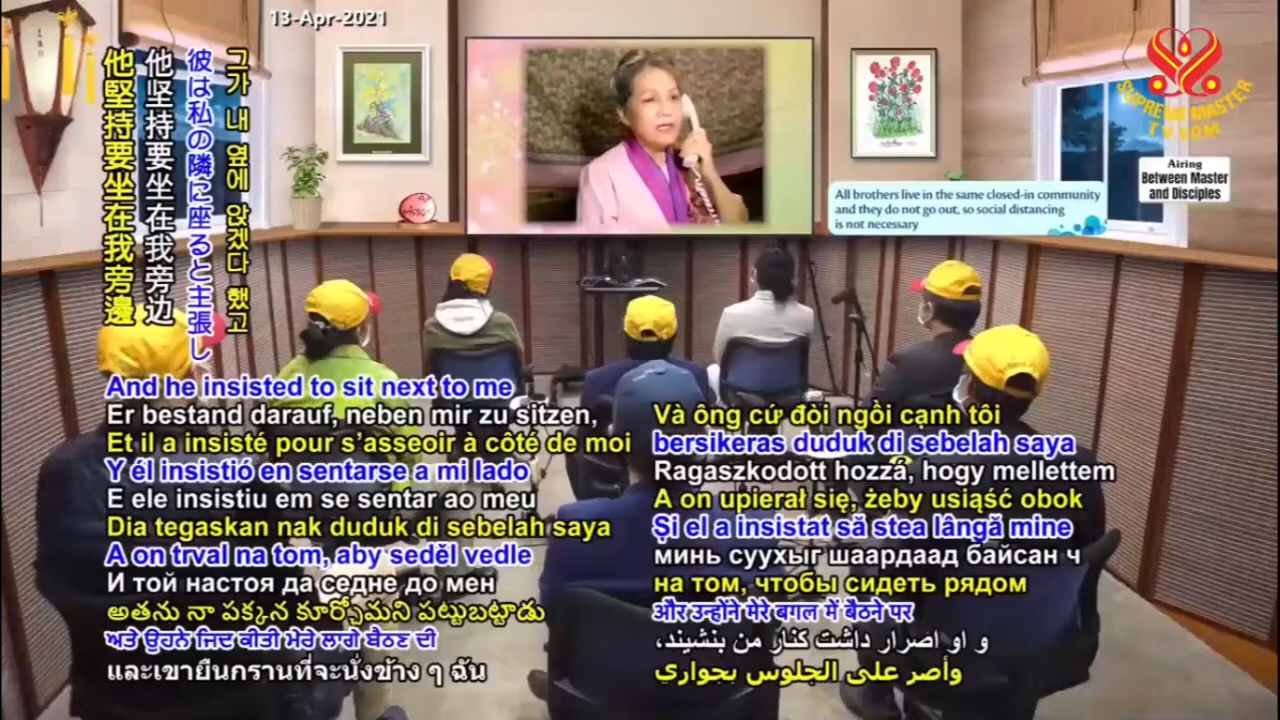 13-Apr-2021
SUPREME MASTER
TV.COM
Airing
Between Master
and Disciples
All brothers live in the same closed-in community
and they do not go out, so social distancing
is not necessary
그가 내 옆에 앉겠다 했고
彼は私の隣に座ると主張し
他坚持要坐在我旁边
他堅持要坐在我旁邊
And he insisted to sit next to me
Er bestand darauf, neben mir zu sitzen,
Et il a insisté pour s’asseoir à côté de moi
Y él insistió en sentarse a mi lado
E ele insistiu em se sentar ao meu
Dia tegaskan nak duduk di sebelah saya
A on trval na tom, aby seděl vedle
И той настоя да седне до мен
అతను నా పక్కన కూర్చోమని పట్టుబట్టాడు
ਅਤੇ ਉਹਨੇ ਜਿਦ ਕੀਤੀ ਮੇਰੇ ਲਾਗੇ ਬੈਠਣ ਦੀ
และเขายืนกรานที่จะนั่งข้าง ๆ ฉัน
Và ông cứ đòi ngồi cạnh tôi
bersikeras duduk di sebelah saya
Ragaszkodott hozzá, hogy mellettem
A on upierał się, żeby usiąść obok
Și el a insistat să stea lângă mine
минь суухыг шаардаад байсан ч
на том, чтобы сидеть рядом
और उन्होंने मेरे बगल में बैठने पर
و او اصرار داشت کنار من بنشیند،
وأصر على الجلوس بجواري